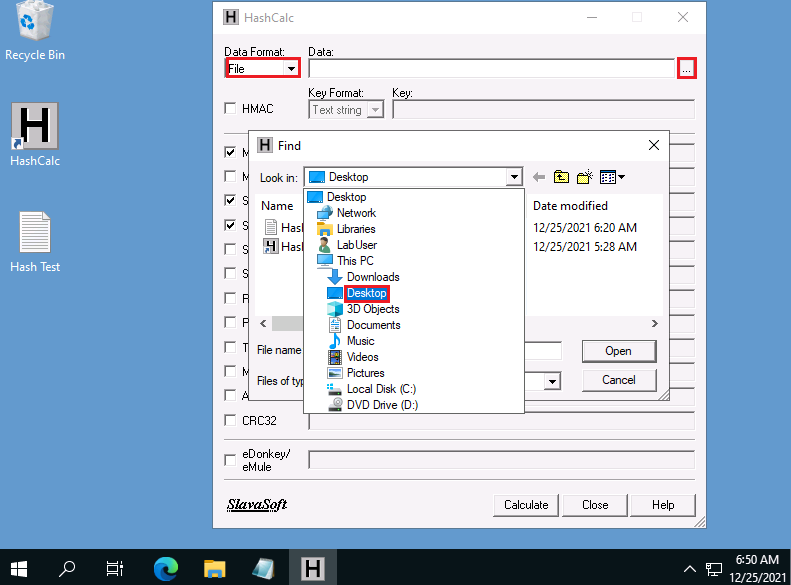 Recycle Bin
HashCalc
Hash Test
HashCalc
Data Format:
Data:
File
...
Key Format:
Key:
HMAC
Text string
Find
Look in:
Desktop
Name
Date modified
12/25/2021 6:20 AM
12/25/2021 5:28 AM
Desktop
Network
Libraries
LabUser
This PC
Downloads
Desktop
3D Objects
Documents
Music
Videos
Pictures
Local Disk (C:)
DVD Drive (D:)
File name
Open
Files of typ
Cancel
CRC32
eDonkey/
eMule
SlavaSoft
Calculate
Close
Help
6:50 AM
12/25/2021